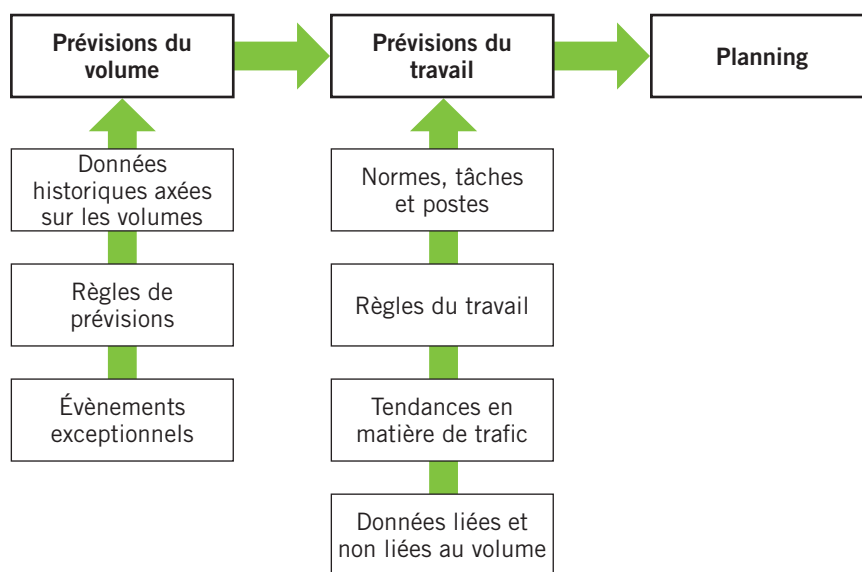 Prévisions du
volume
Prévisions du
travail
Planning
Données
historiques axées
sur les volumes
Règles de
prévisions
Évènements
exceptionnels
Normes, tâches
et postes
Règles du travail
Tendances en
matière de trafic
Données liées et
non liées au volume